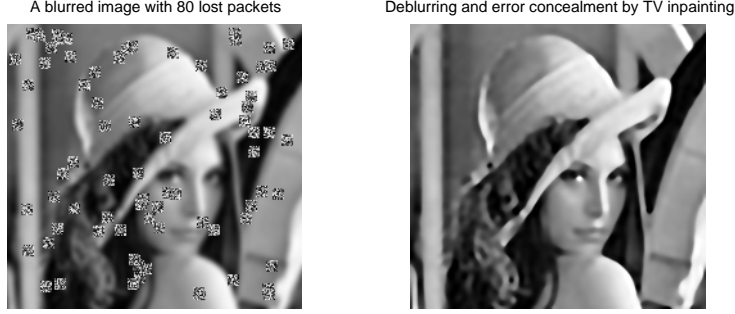 A blurred image with 80 lost packets
Deblurring and error concealment by TV inpainting